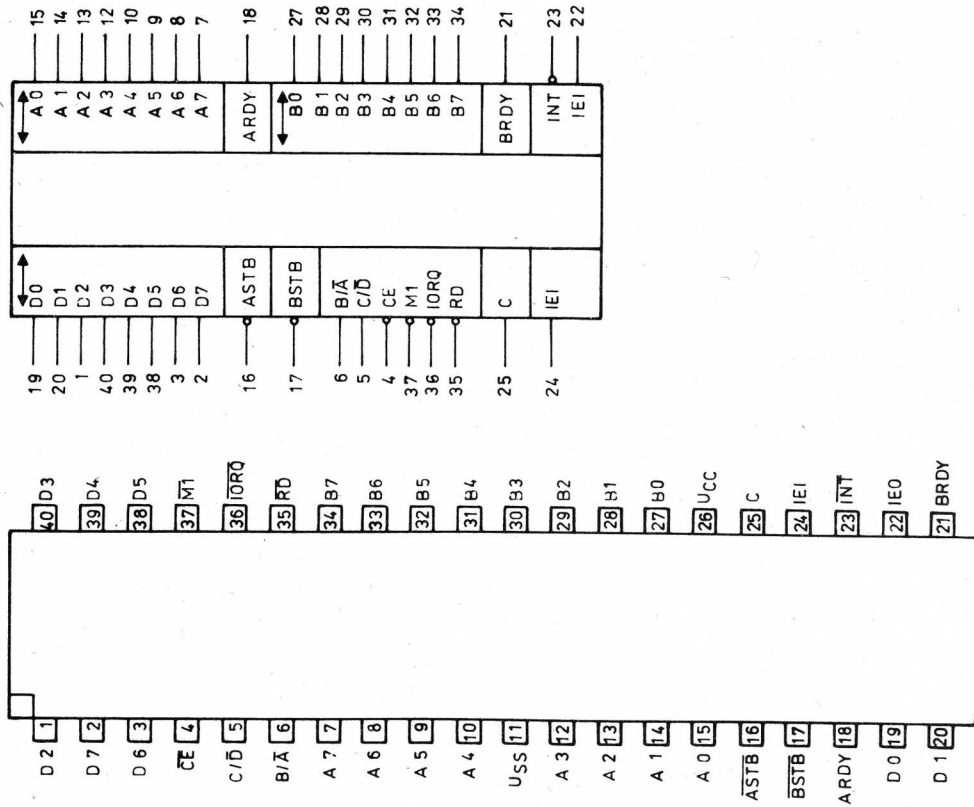 19 D0 A0 15
20 D1 A1 14
1 D2 A2 13
40 D3 A3 12
39 D4 A4 10
38 D5 A5 9
3 D6 A6 8
2 D7 A7 7
16 ASTB ARDY 18
17 BSTB B0 27
B1 28
6 B/A̅ B2 29
5 C/D̅ B3 30
4 CE B4 31
37 M1 B5 32
36 IORQ B6 33
35 RD B7 34
25 C BRDY 21
24 IEI INT 23
IEI 22
D2 1 40 D3
D7 2 39 D4
D6 3 38 D5
C̅E̅ 4 37 M̅1̅
C/D̅ 5 36 I̅O̅R̅Q̅
B/A̅ 6 35 R̅D̅
A7 7 34 B7
A6 8 33 B6
A5 9 32 B5
A4 10 31 B4
USS 11 30 B3
A3 12 29 B2
A2 13 28 B1
A1 14 27 B0
A0 15 26 UCC
A̅S̅T̅B̅ 16 25 C
B̅S̅T̅B̅ 17 24 IEI
ARDY 18 23 I̅N̅T̅
D0 19 22 IEO
D1 20 21 BRDY